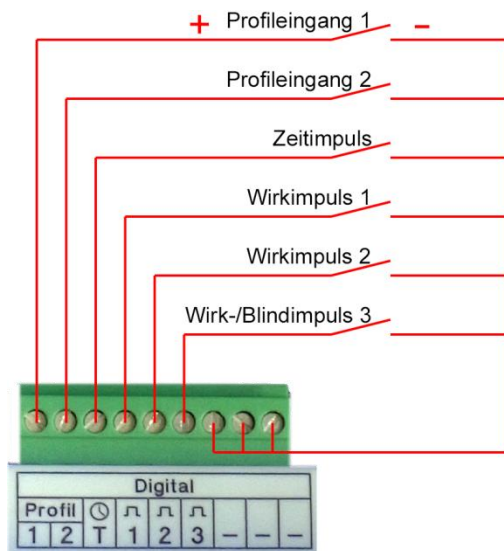 + Profileingang 1 −
Profileingang 2
Zeitimpuls
Wirkimpuls 1
Wirkimpuls 2
Wirk-/Blindimpuls 3
Digital
Profil
1 2 T 1 2 3 – – –